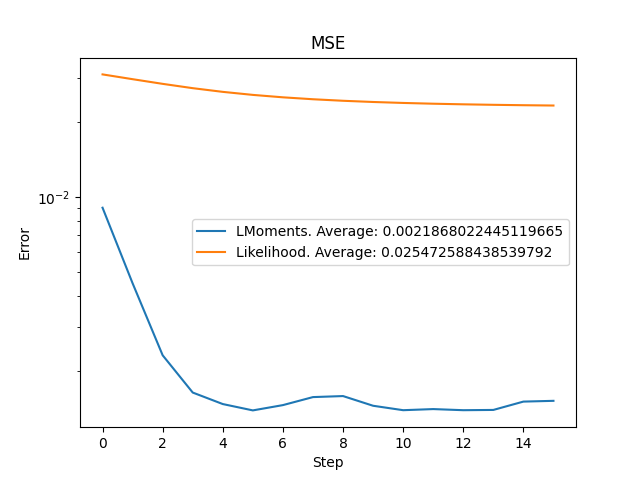 MSE
10⁻²
Error
LMoments. Average: 0.0021868022445119665
Likelihood. Average: 0.025472588438539792
0 2 4 6 8 10 12 14
Step